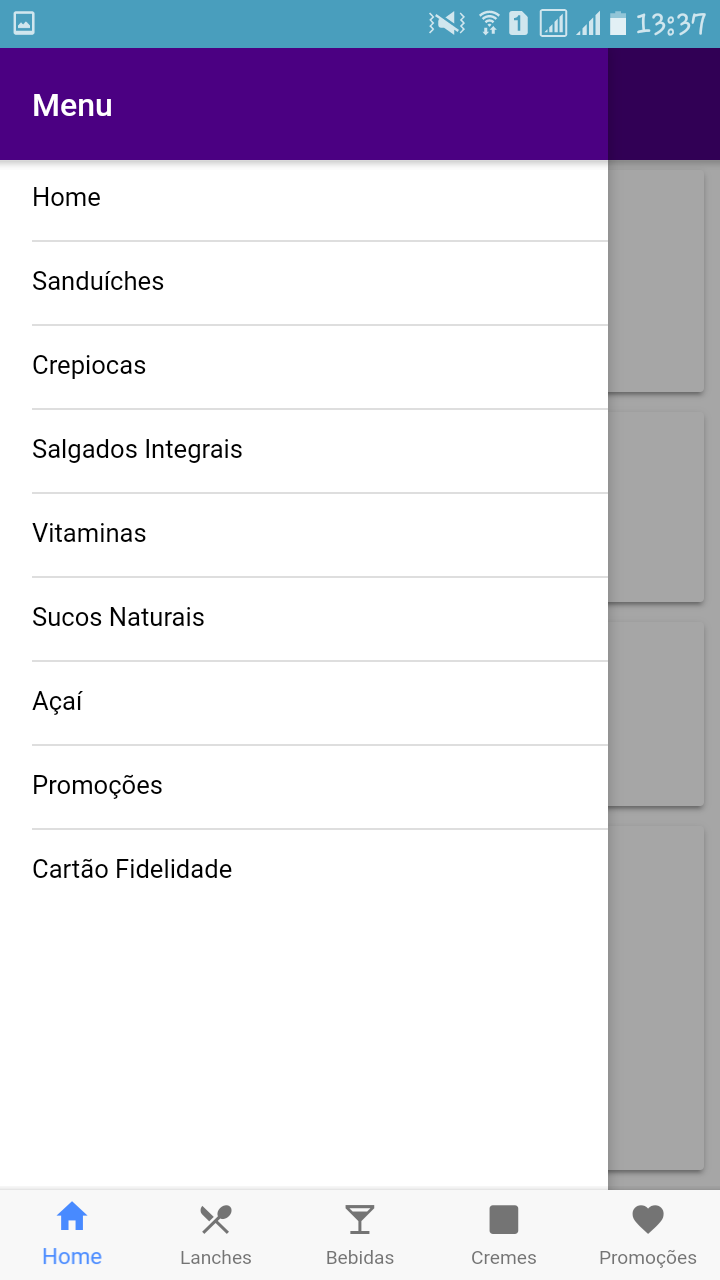 1 13:37
Menu
Home
Sanduíches
Crepiocas
Salgados Integrais
Vitaminas
Sucos Naturais
Açaí
Promoções
Cartão Fidelidade
Home Lanches Bebidas Cremes Promoções